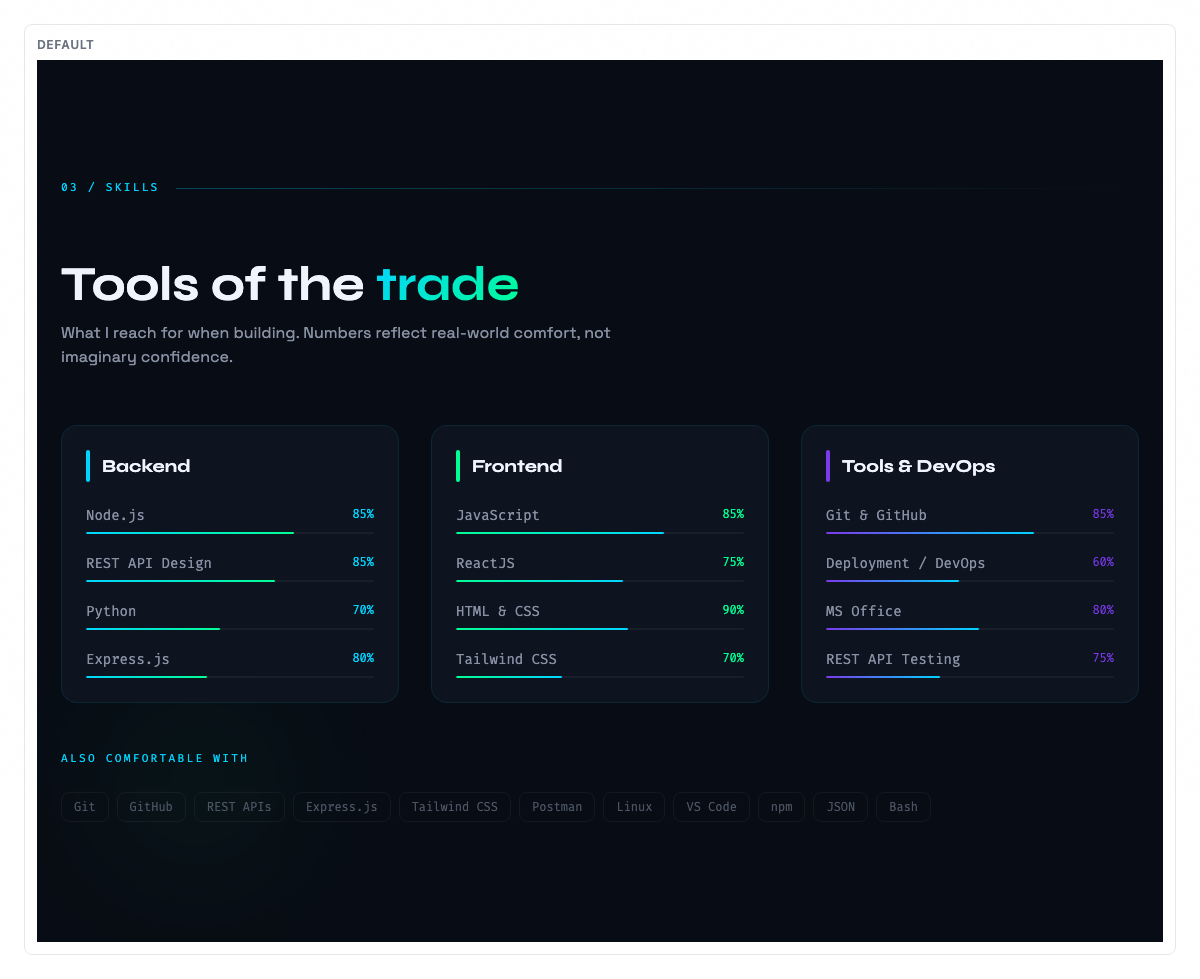 DEFAULT
03 / SKILLS
Tools of the trade
What I reach for when building. Numbers reflect real-world comfort, not
imaginary confidence.
Backend
Node.js 85%
REST API Design 85%
Python 70%
Express.js 80%
Frontend
JavaScript 85%
ReactJS 75%
HTML & CSS 90%
Tailwind CSS 70%
Tools & DevOps
Git & GitHub 85%
Deployment / DevOps 60%
MS Office 80%
REST API Testing 75%
ALSO COMFORTABLE WITH
Git GitHub REST APIs Express.js Tailwind CSS Postman Linux VS Code npm JSON Bash